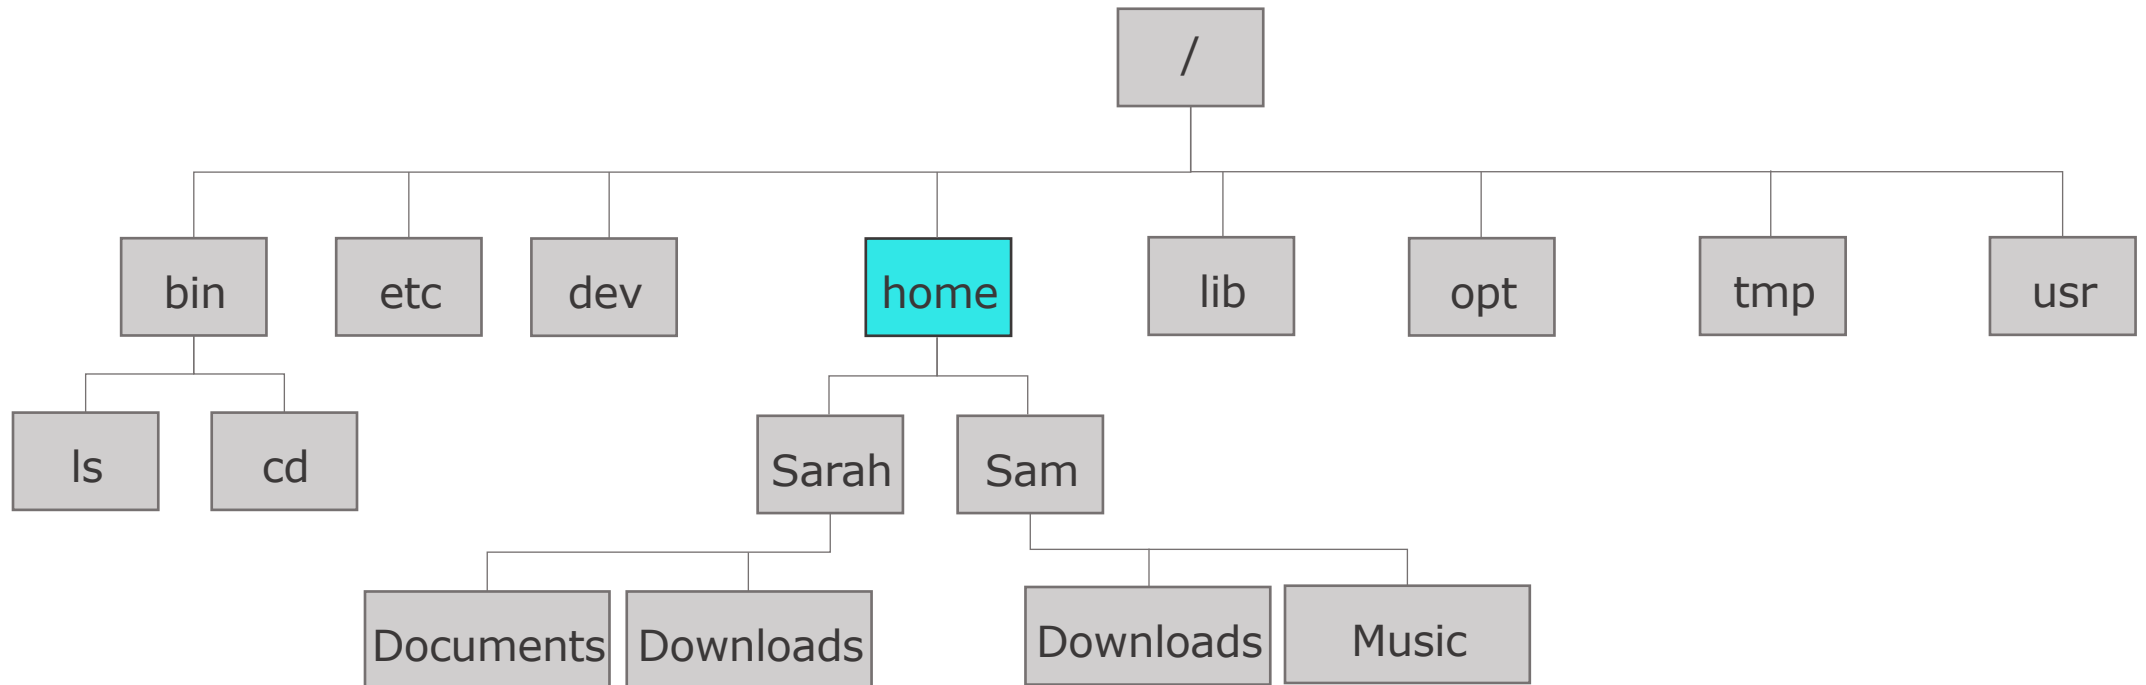 /
bin
etc
dev
home
lib
opt
tmp
usr
ls
cd
Sarah
Sam
Documents
Downloads
Downloads
Music